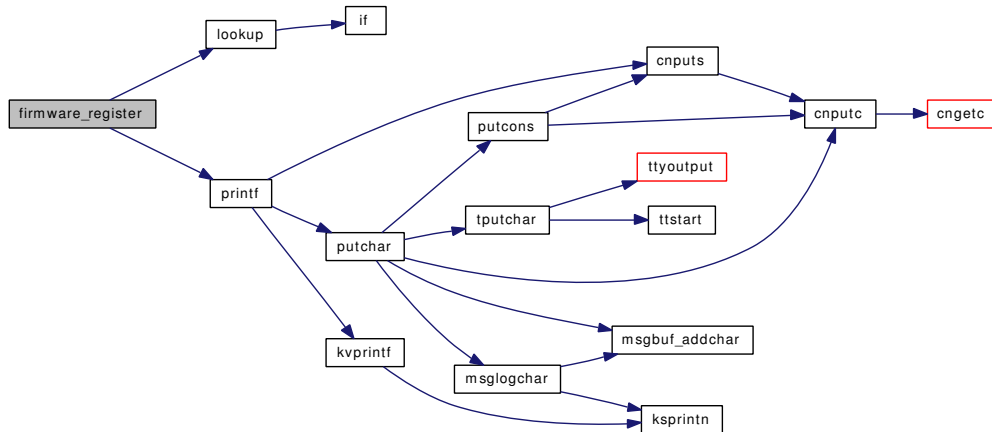 if
lookup
cnputs
firmware_register
cnputc
cngetc
putcons
ttyoutput
printf
tputchar
ttstart
putchar
msgbuf_addchar
kvprintf
msglogchar
ksprintn